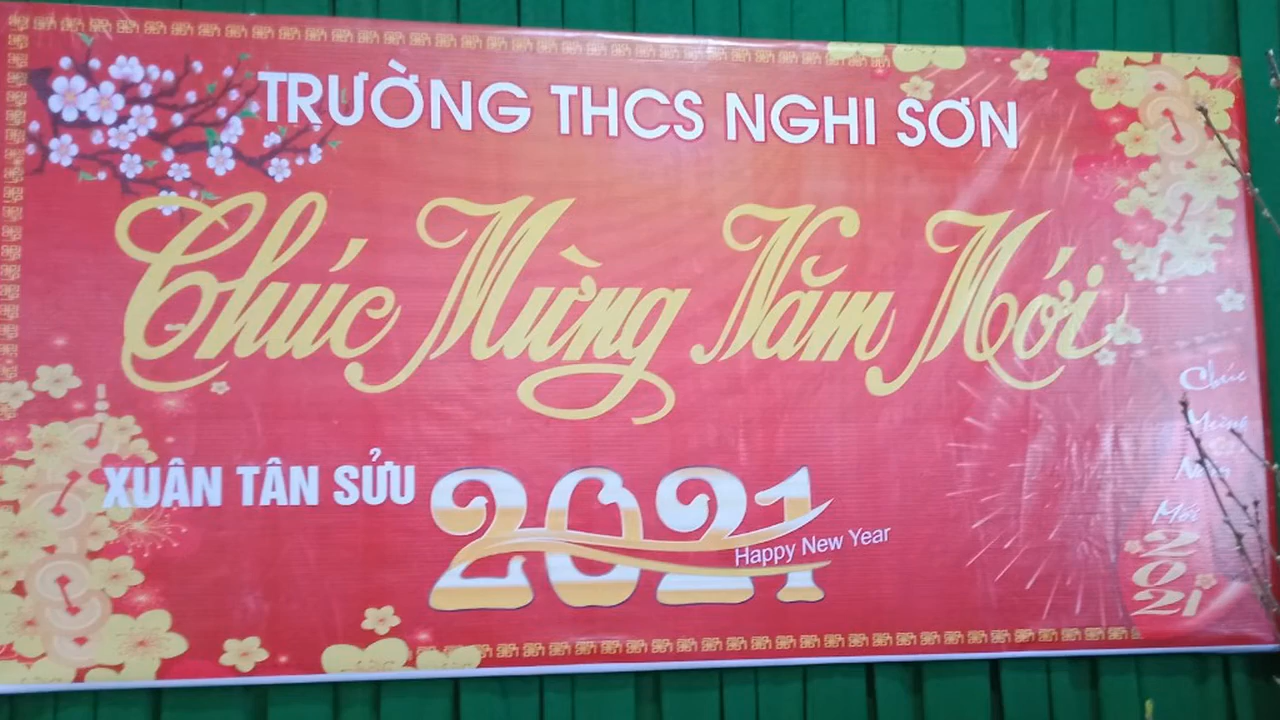 TRƯỜNG THCS NGHI SƠN
Chúc Mừng Năm Mới
XUÂN TÂN SỬU
2021
Happy New Year
Chúc
Mừng
Năm
Mới
2021